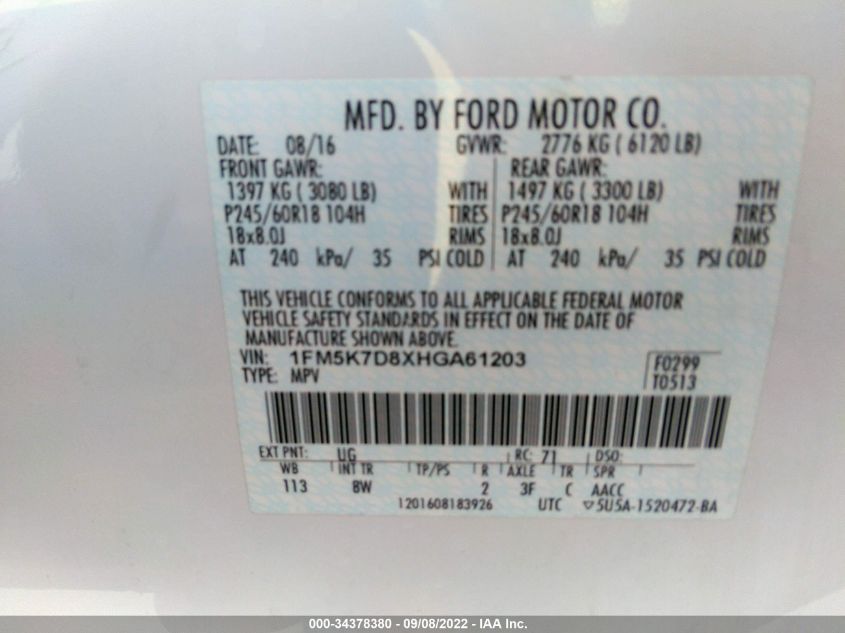 MFD. BY FORD MOTOR CO.
DATE: 08/16 GVWR: 2776 KG ( 6120 LB)
FRONT GAWR: REAR GAWR:
1397 KG ( 3080 LB) WITH 1497 KG ( 3300 LB) WITH
P245/60R18 104H TIRES P245/60R18 104H TIRES
18x8.0J RIMS 18x8.0J RIMS
AT 240 kPa/ 35 PSI COLD AT 240 kPa/ 35 PSI COLD
THIS VEHICLE CONFORMS TO ALL APPLICABLE FEDERAL MOTOR
VEHICLE SAFETY STANDARDS IN EFFECT ON THE DATE OF
MANUFACTURE SHOWN ABOVE.
VIN: 1FM5K7D8XHGA61203 F0299
TYPE: MPV T0513
EXT PNT: UG RC: 71 DSO:
WB INT TR TP/PS R AXLE TR SPR
113 8W 2 3F C AACC
1201608183926 UTC ▽5U5A-1520472-BA
000-34378380 - 09/08/2022 - IAA Inc.